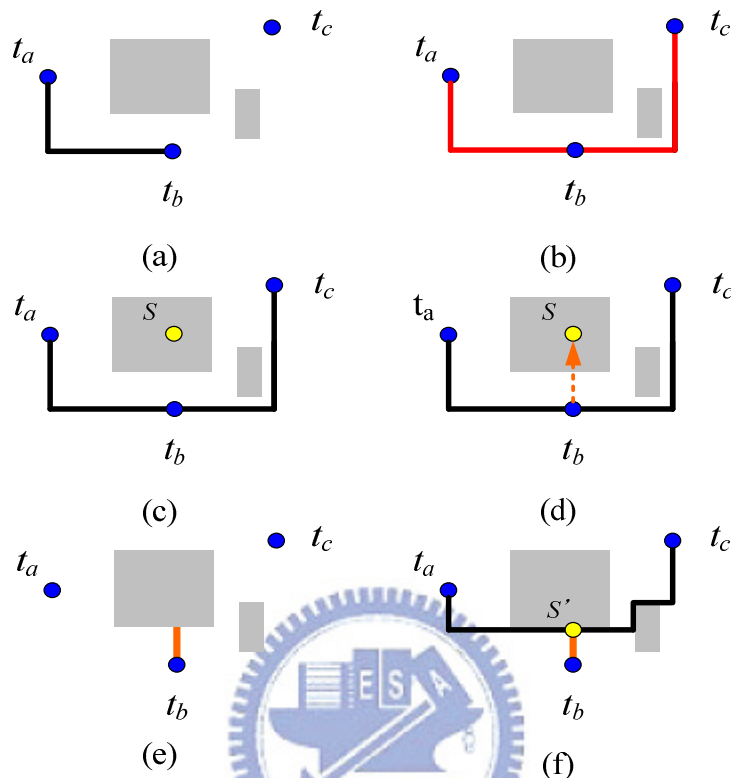 t_a t_c
t_b
(a)
t_a t_c
t_b
(b)
t_a S t_c
t_b
(c)
t_a S t_c
t_b
(d)
t_a t_c
t_b
(e)
t_a S' t_c
t_b
(f)
E S A